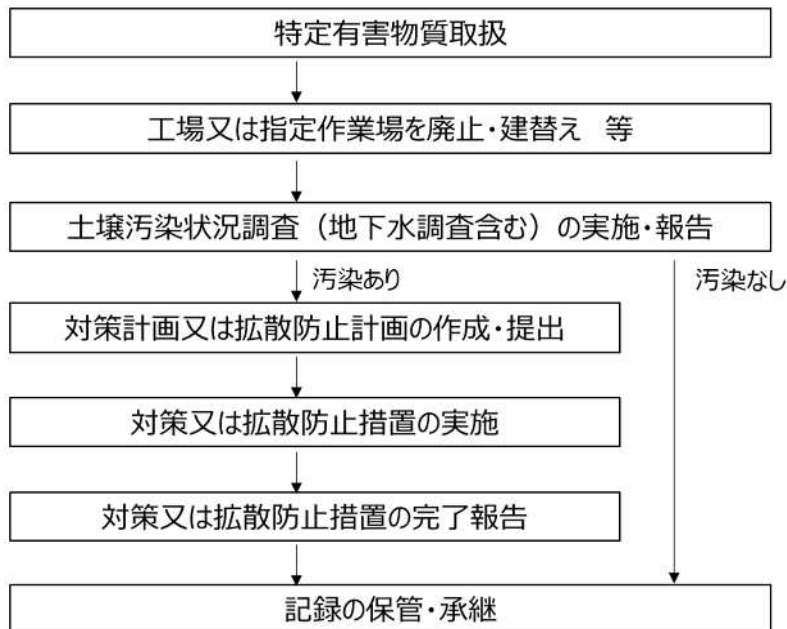 特定有害物質取扱
工場又は指定作業場を廃止・建替え　等
土壌汚染状況調査（地下水調査含む）の実施・報告
汚染あり
汚染なし
対策計画又は拡散防止計画の作成・提出
対策又は拡散防止措置の実施
対策又は拡散防止措置の完了報告
記録の保管・承継